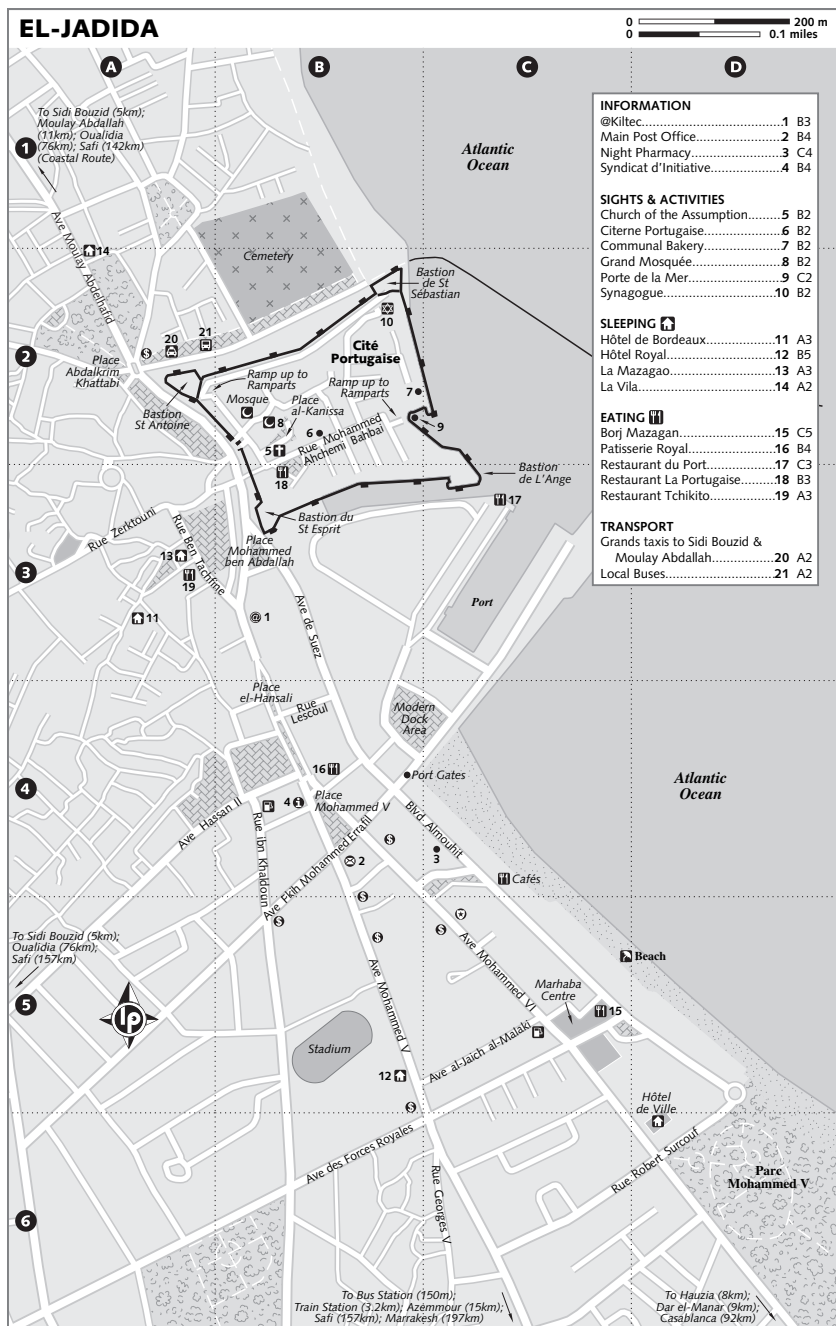 EL-JADIDA
0 200 m
0 0.1 miles
A
B
C
D
1
2
3
4
5
6
To Sidi Bouzid (5km);
Moulay Abdallah
(11km); Oualidia
(76km); Safi (142km)
(Coastal Route)
Atlantic
Ocean
INFORMATION
@Kiltec 1 B3
Main Post Office 2 B4
Night Pharmacy 3 C4
Syndicat d'Initiative 4 B4
SIGHTS & ACTIVITIES
Church of the Assumption 5 B2
Citerne Portugaise 6 B2
Communal Bakery 7 B2
Grand Mosquée 8 B2
Porte de la Mer 9 C2
Synagogue 10 B2
SLEEPING
Hôtel de Bordeaux 11 A3
Hôtel Royal 12 B5
La Mazagao 13 A3
La Vila 14 A2
EATING
Borj Mazagan 15 C5
Patisserie Royal 16 B4
Restaurant du Port 17 C3
Restaurant La Portugaise 18 B3
Restaurant Tchikito 19 A3
TRANSPORT
Grands taxis to Sidi Bouzid &
Moulay Abdallah 20 A2
Local Buses 21 A2
Ave Moulay Abdelhafid
14
Cemetery
Bastion
de St
Sébastian
10
20
21
$
Cité
Portugaise
Place
Abdalkrim
Khattabi
Ramp up to
Ramparts
Ramp up to
Ramparts
7
Bastion
St Antoine
Mosque
8
Place
al-Kanissa
6
5
Rue Mohammed
Ahchemi Bahbai
9
18
Bastion
de L'Ange
17
Bastion du
St Esprit
Rue Zerktouni
Rue Ben Tachfine
Place
Mohammed
ben Abdallah
13
19
11
@ 1
Ave de Suez
Port
Place
el-Hansali
Rue
Lescoul
Modern
Dock
Area
16
Port Gates
Atlantic
Ocean
4
Place
Mohammed V
Ave Hassan II
Rue ibn Khaldoun
Ave Fkih Mohammed Errafil
Blvd Almouhit
$
3
2
Cafés
$
$
$
$
To Sidi Bouzid (5km);
Oualidia (76km);
Safi (157km)
lp
Ave Mohammed VI
Beach
Ave Mohammed V
Marhaba
Centre
15
Stadium
12
Ave al-Jaich al-Malaki
$
Hôtel
de Ville
Ave des Forces Royales
Rue Robert Surcouf
Parc
Mohammed V
Rue Georges V
To Bus Station (150m);
Train Station (3.2km); Azemmour (15km);
Safi (157km); Marrakesh (197km)
To Hauzia (8km);
Dar el-Manar (9km);
Casablanca (92km)